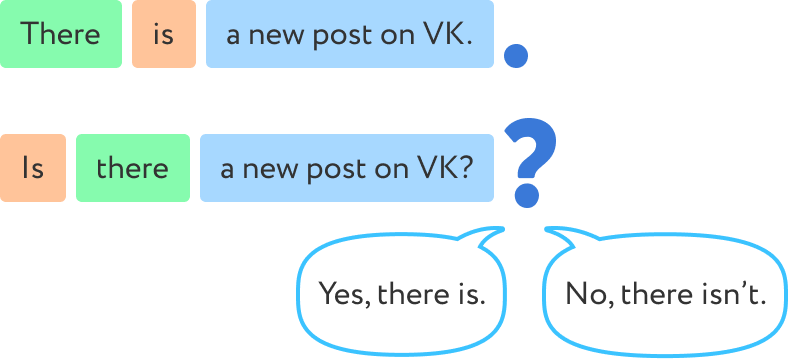 There is a new post on VK.
Is there a new post on VK?
Yes, there is. No, there isn't.